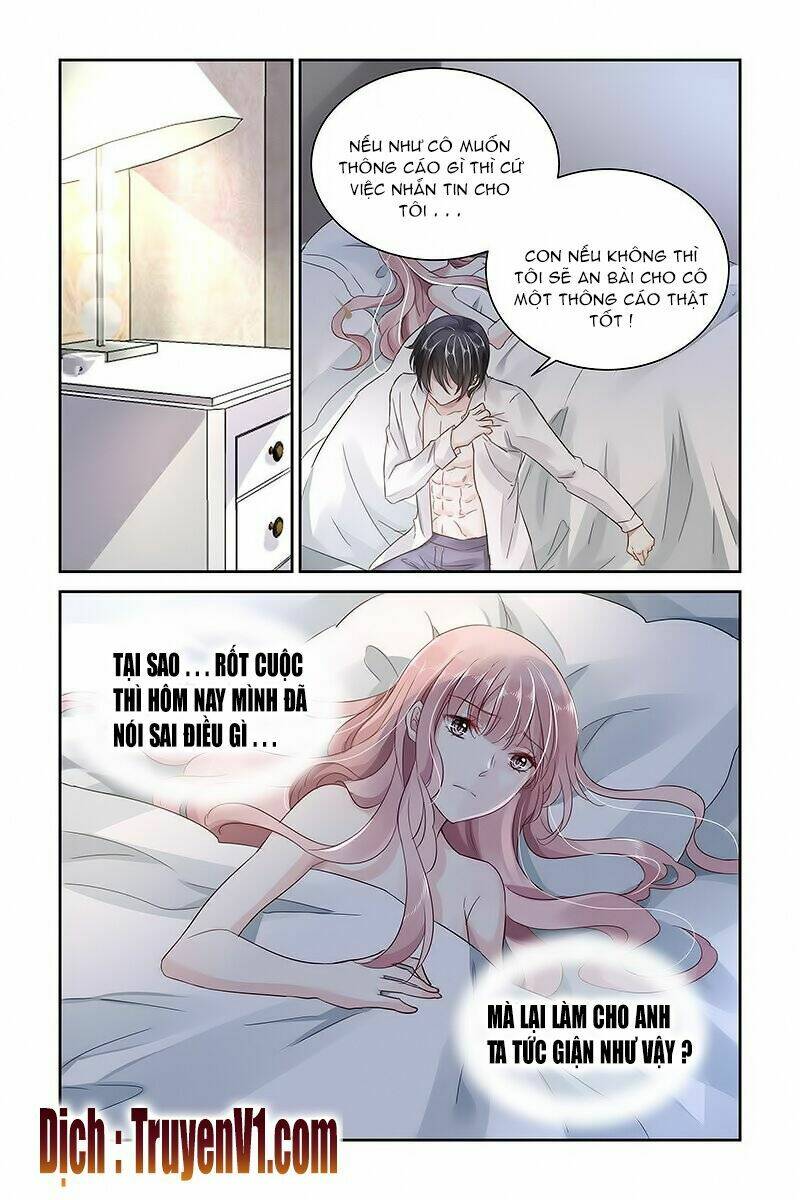 NẾU NHƯ CÔ MUỐN
THÔNG CÁO GÌ THÌ CỨ
VIỆC NHẮN TIN CHO
TÔI . . .
CON NẾU KHÔNG THÌ
TÔI SẼ AN BÀI CHO CÔ
MỘT THÔNG CÁO THẬT
TỐT !
TẠI SAO . . . RỐT CUỘC
THÌ HÔM NAY MÌNH ĐÃ
NÓI SAI ĐIỀU GÌ . . .
MÀ LẠI LÀM CHO ANH
TA TỨC GIẬN NHƯ VẬY ?
Dịch : TruyenV1.com